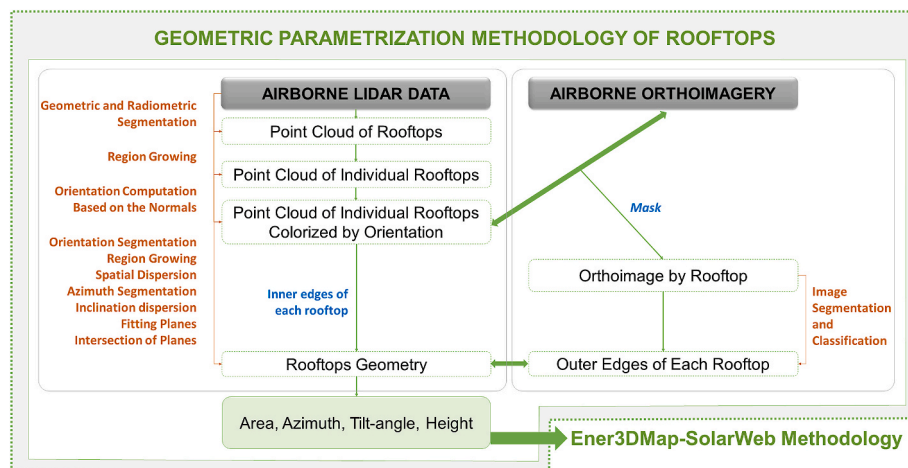 GEOMETRIC PARAMETRIZATION METHODOLOGY OF ROOFTOPS
AIRBORNE LIDAR DATA
Geometric and Radiometric
Segmentation
Point Cloud of Rooftops
Region Growing
Point Cloud of Individual Rooftops
Orientation Computation
Based on the Normals
Point Cloud of Individual Rooftops
Colorized by Orientation
Orientation Segmentation
Region Growing
Spatial Dispersion
Azimuth Segmentation
Inclination dispersion
Fitting Planes
Intersection of Planes
Inner edges of
each rooftop
Rooftops Geometry
Area, Azimuth, Tilt-angle, Height
AIRBORNE ORTHOIMAGERY
Mask
Orthoimage by Rooftop
Image
Segmentation
and
Classification
Outer Edges of Each Rooftop
Ener3DMap-SolarWeb Methodology